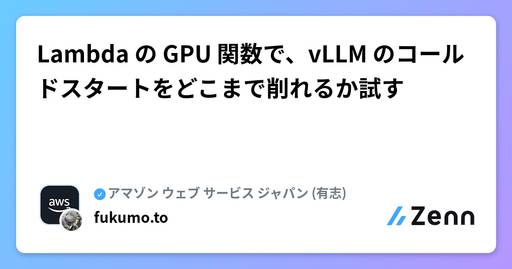 Lambda の GPU 関数で、vLLM のコール
ドスタートをどこまで削れるか試す
aws
アマゾン ウェブ サービス ジャパン (有志)
fukumo.to
Zenn